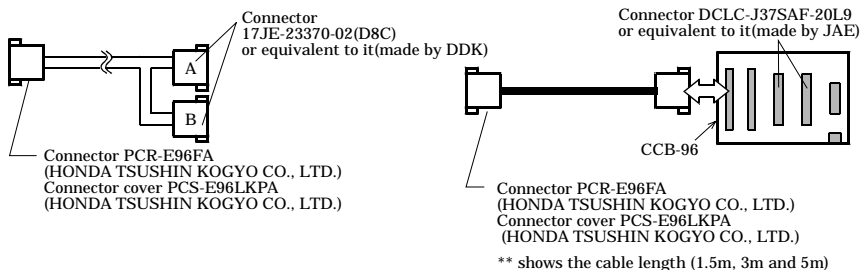 Connector
17JE-23370-02(D8C)
or equivalent to it(made by DDK)
A
B
Connector PCR-E96FA
(HONDA TSUSHIN KOGYO CO., LTD.)
Connector cover PCS-E96LKPA
(HONDA TSUSHIN KOGYO CO., LTD.)
Connector DCLC-J37SAF-20L9
or equivalent to it(made by JAE)
CCB-96
Connector PCR-E96FA
(HONDA TSUSHIN KOGYO CO., LTD.)
Connector cover PCS-E96LKPA
(HONDA TSUSHIN KOGYO CO., LTD.)
** shows the cable length (1.5m, 3m and 5m)